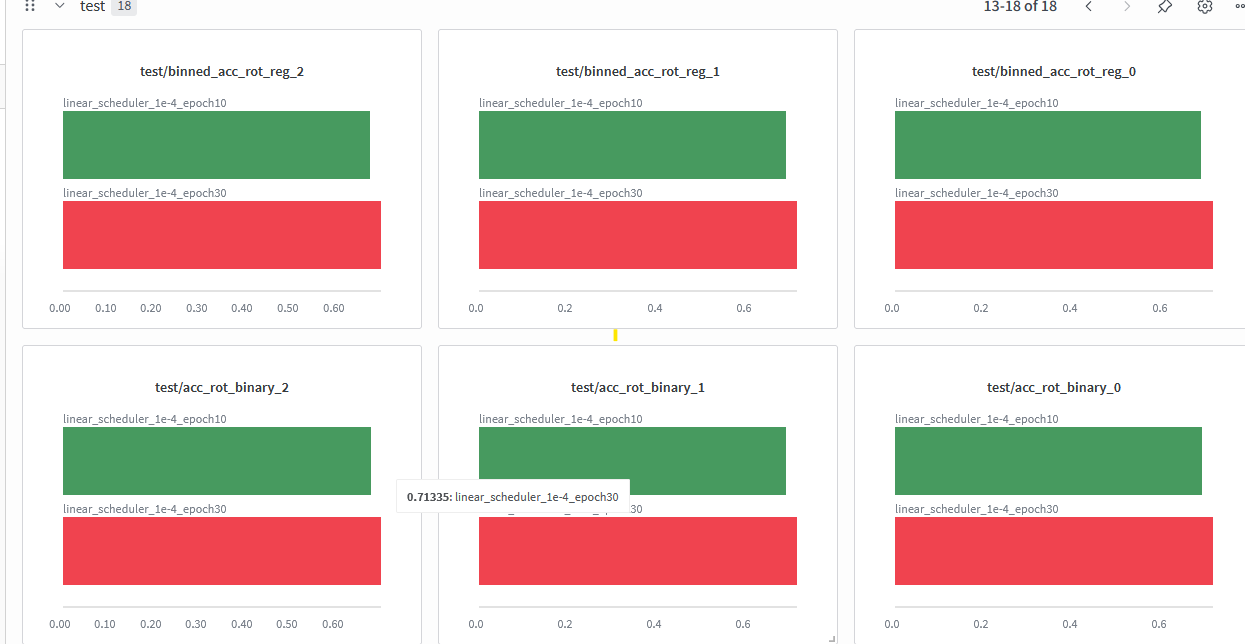 test 18
13-18 of 18
test/binned_acc_rot_reg_2
linear_scheduler_1e-4_epoch10
linear_scheduler_1e-4_epoch30
0.00 0.10 0.20 0.30 0.40 0.50 0.60
test/binned_acc_rot_reg_1
linear_scheduler_1e-4_epoch10
linear_scheduler_1e-4_epoch30
0.0 0.2 0.4 0.6
test/binned_acc_rot_reg_0
linear_scheduler_1e-4_epoch10
linear_scheduler_1e-4_epoch30
0.0 0.2 0.4 0.6
test/acc_rot_binary_2
linear_scheduler_1e-4_epoch10
linear_scheduler_1e-4_epoch30
0.00 0.10 0.20 0.30 0.40 0.50 0.60
test/acc_rot_binary_1
linear_scheduler_1e-4_epoch10
0.71335: linear_scheduler_1e-4_epoch30
30
0.0 0.2 0.4 0.6
test/acc_rot_binary_0
linear_scheduler_1e-4_epoch10
linear_scheduler_1e-4_epoch30
0.0 0.2 0.4 0.6